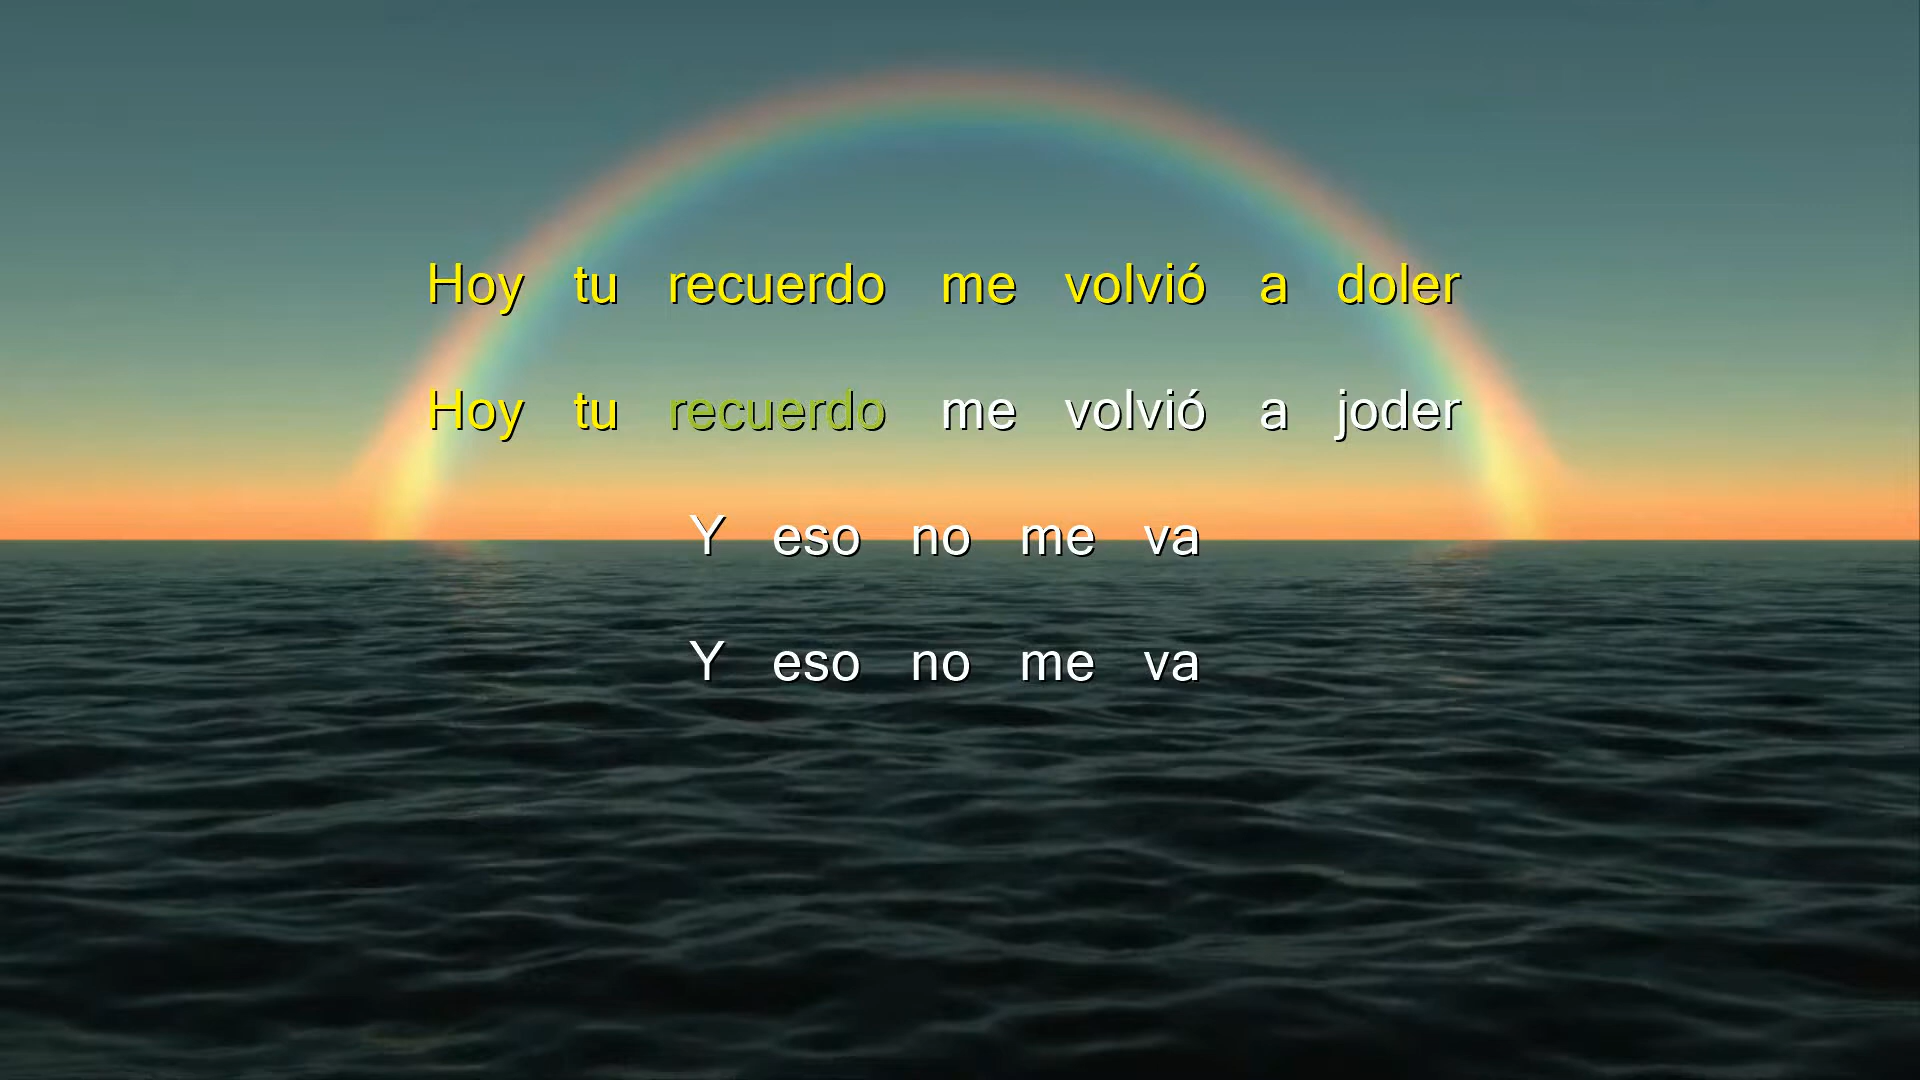 Hoy tu recuerdo me volvió a doler
Hoy tu recuerdo me volvió a joder
Y eso no me va
Y eso no me va